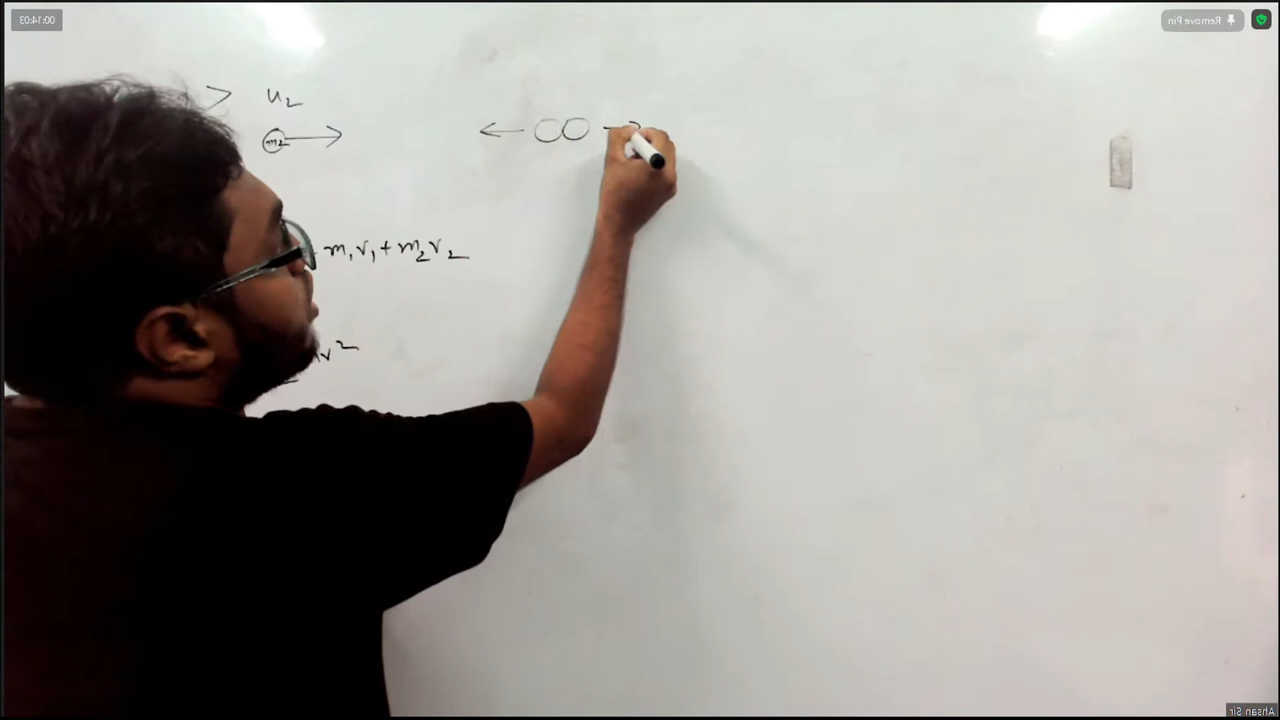 00:14:03
Remove Pin
> u₂
m₂
m₁v₁ + m₂v₂
v²
Ahsan Sir